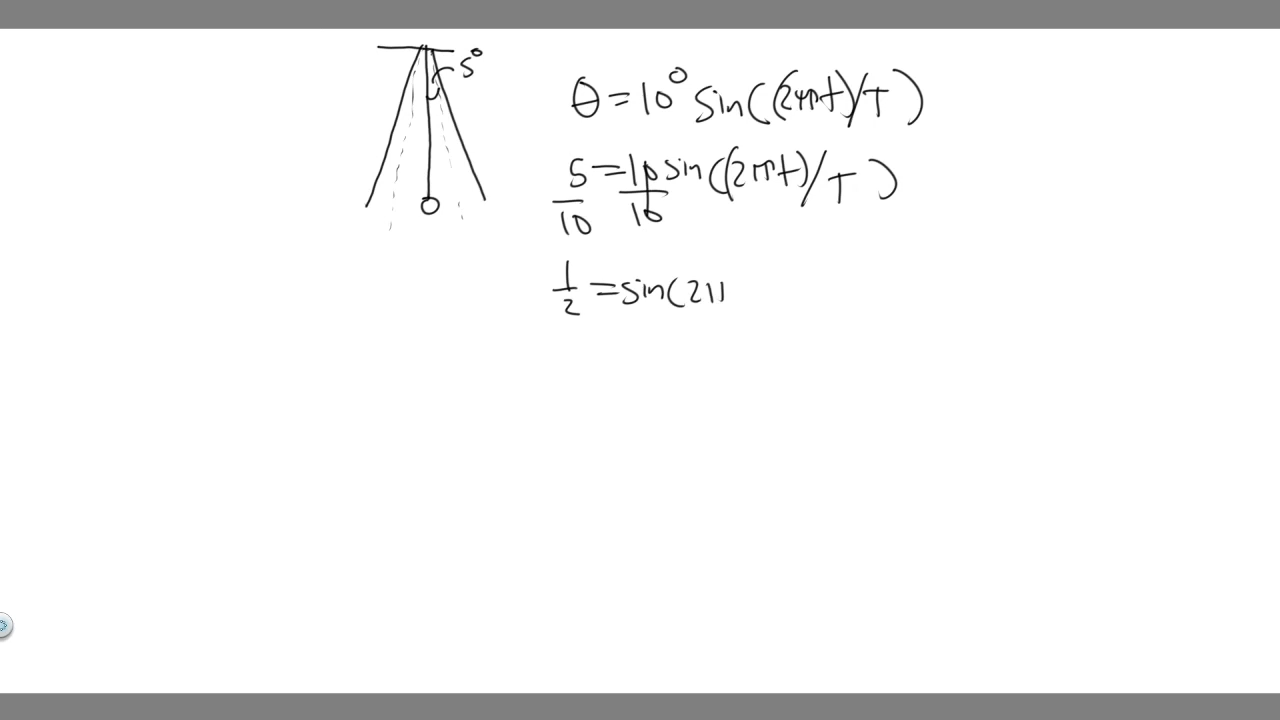 5°
θ = 10° sin((2πt)/T)
5/10 = 10/10 sin((2πt)/T)
1/2 = sin(2π